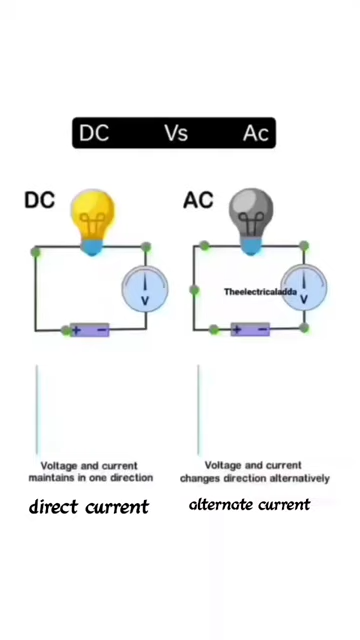 DC Vs Ac
DC
AC
V
Theelectricaladda
V
+ −
+ −
Voltage and current
maintains in one direction
Voltage and current
changes direction alternatively
direct current
alternate current